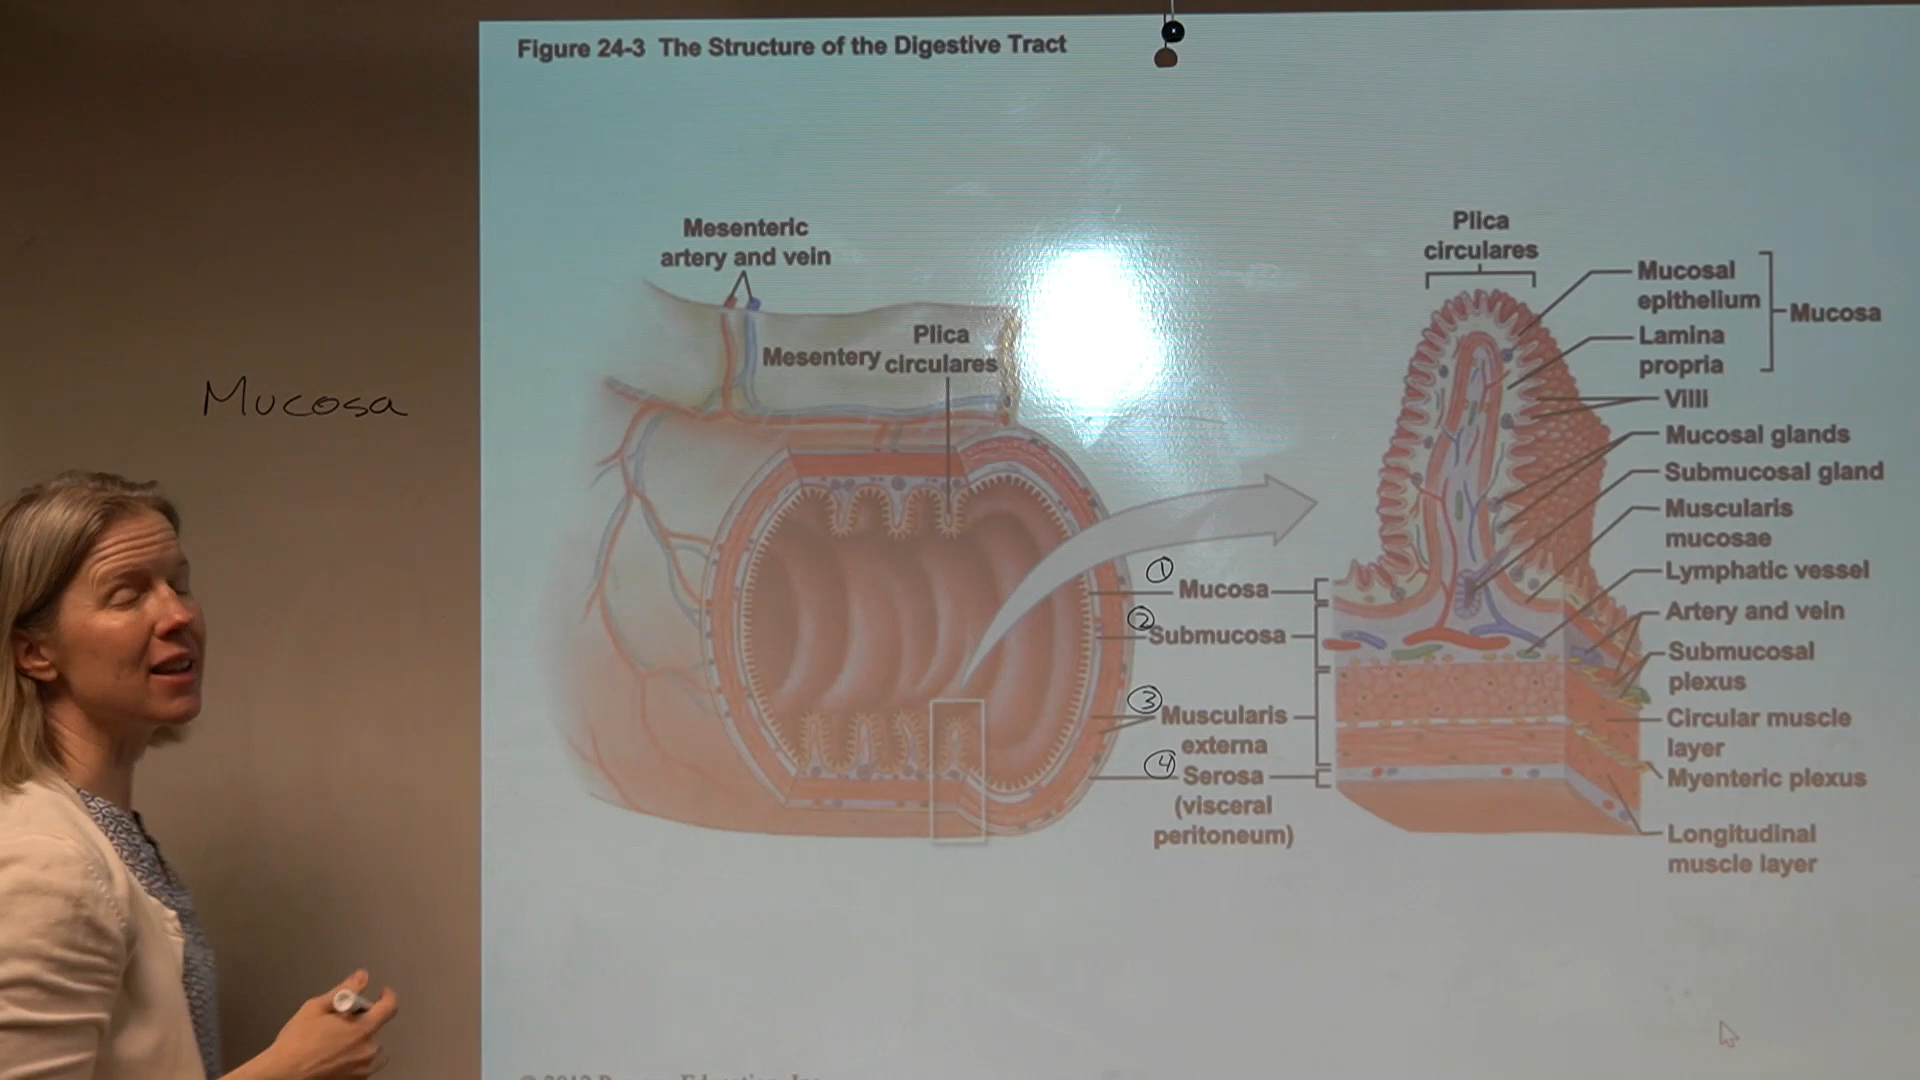 Figure 24-3 The Structure of the Digestive Tract
Mesenteric
artery and vein
Mesentery
Plica
circulares
Mucosa
① Mucosa
② Submucosa
③ Muscularis
externa
④ Serosa
(visceral
peritoneum)
Plica
circulares
Mucosal
epithelium
Mucosa
Lamina
propria
Villi
Mucosal glands
Submucosal gland
Muscularis
mucosae
Lymphatic vessel
Artery and vein
Submucosal
plexus
Circular muscle
layer
Myenteric plexus
Longitudinal
muscle layer